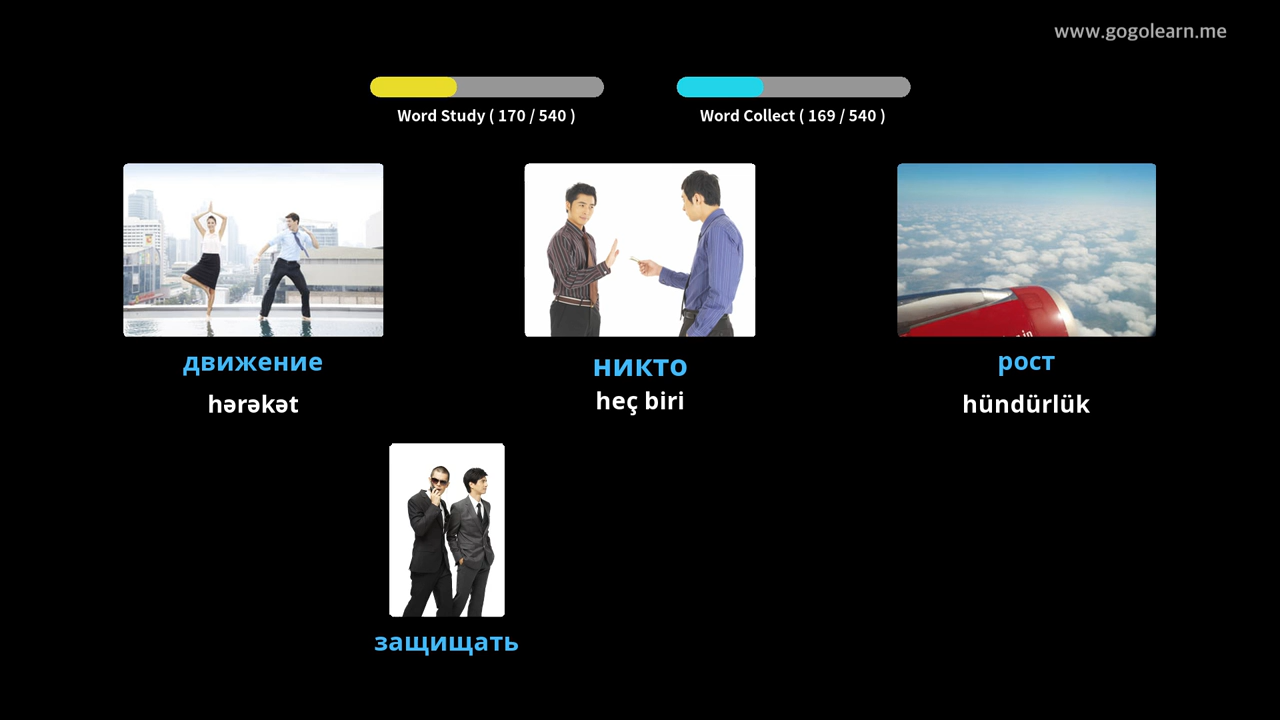 www.gogolearn.me
Word Study ( 170 / 540 )
Word Collect ( 169 / 540 )
движение
никто
рост
hərəkət
heç biri
hündürlük
защищать